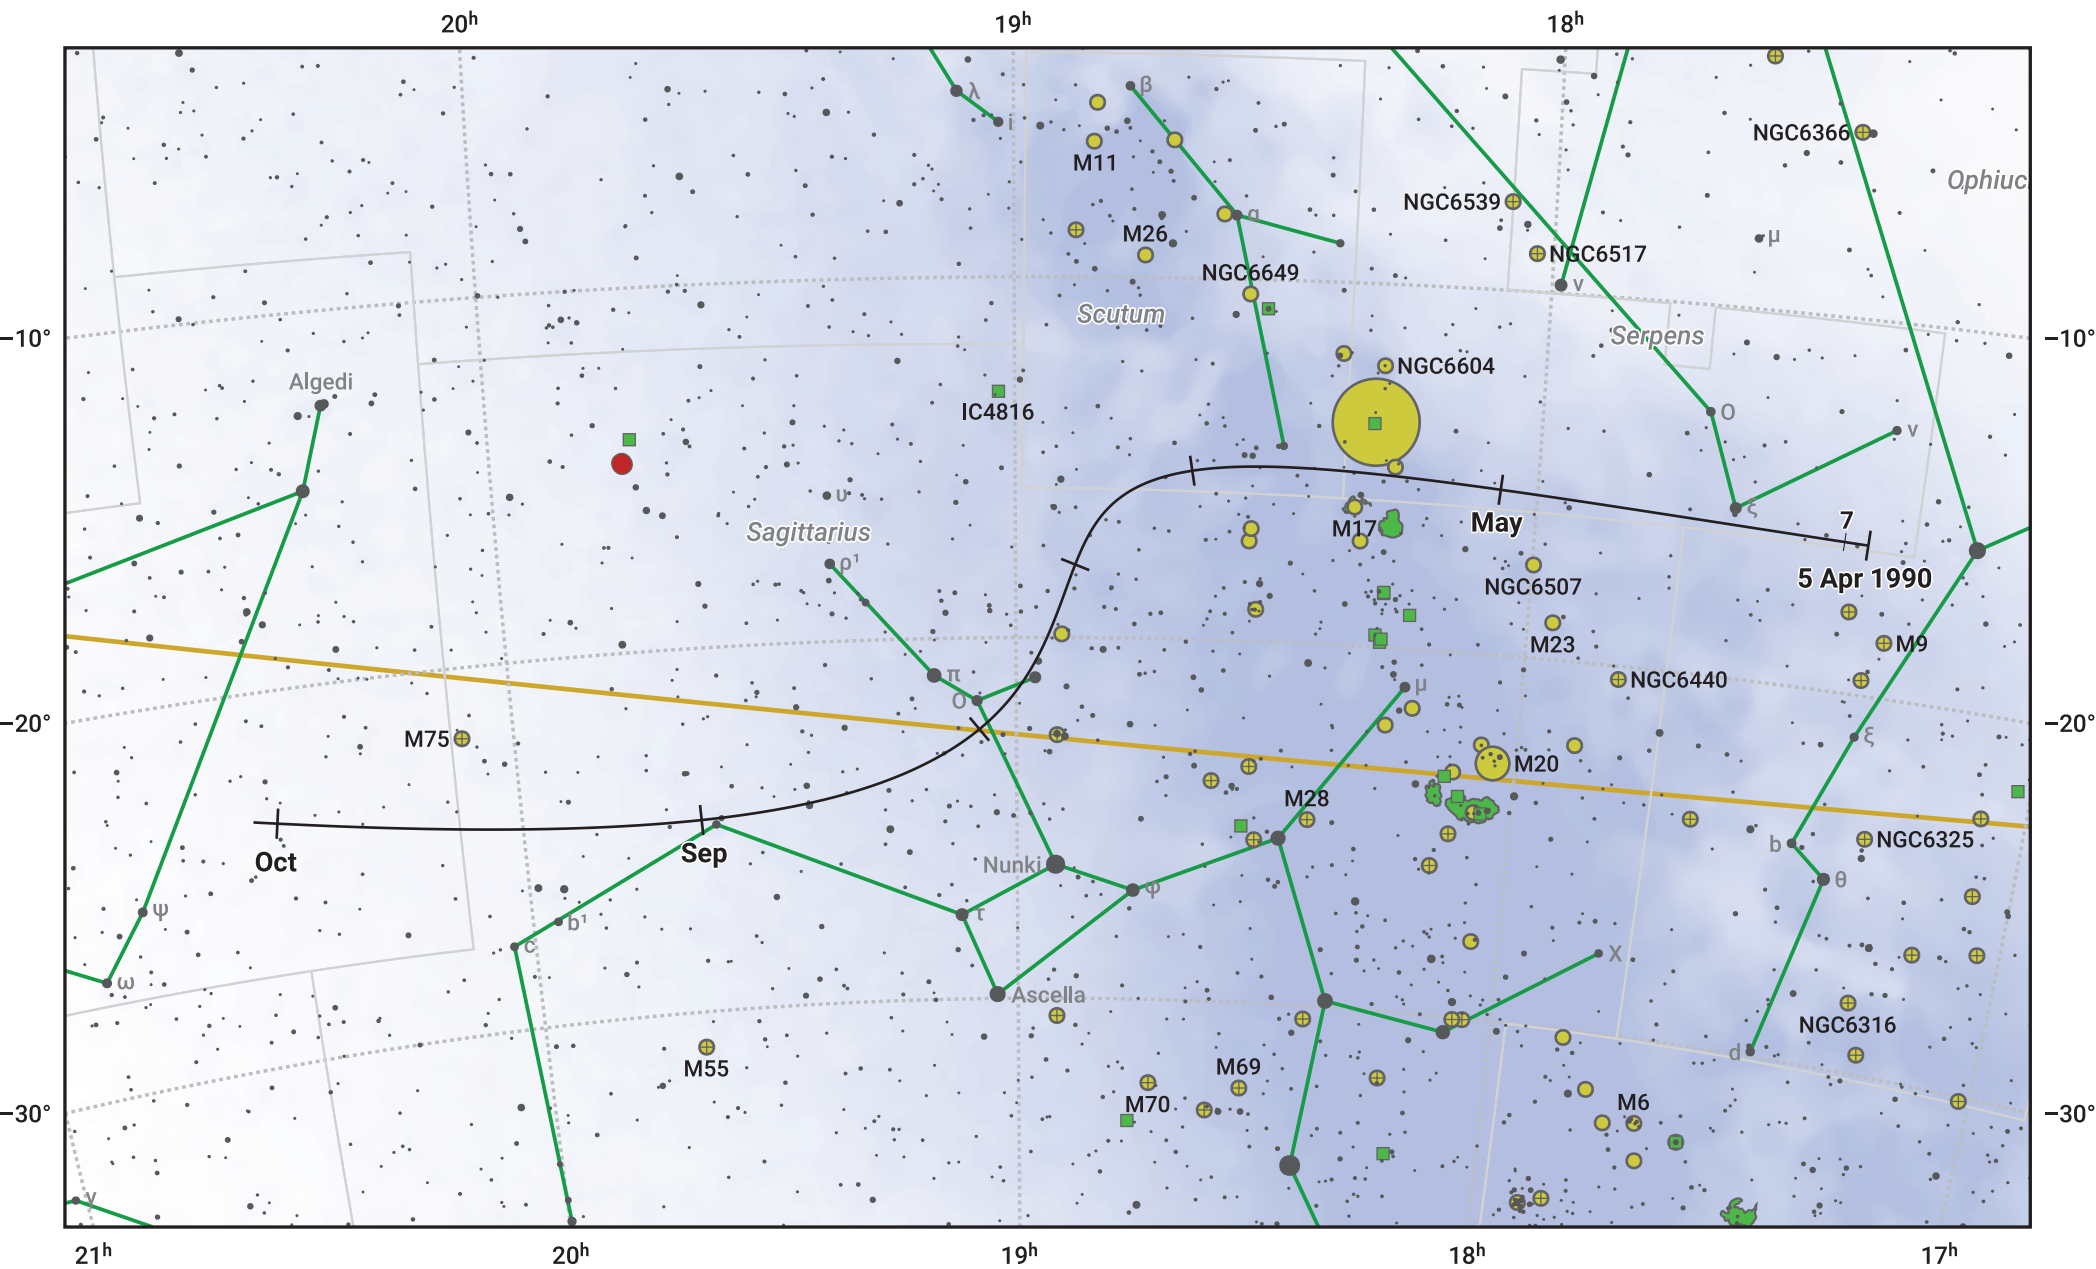 20h 19h 18h
λ
β
i
M11
NGC6366
Ophiuc
NGC6539
α
M26
μ
NGC6517
NGC6649
ν
Scutum
Serpens
−10° −10°
NGC6604
Algedi
IC4816
O
ν
υ
Sagittarius
ξ
M17
May
7
ρ¹
5 Apr 1990
NGC6507
M23
M9
π
NGC6440
μ
O
−20° −20°
M75
ξ
M20
M28
NGC6325
b
Sep
Oct
Nunki
θ
φ
ψ
τ
b¹
c
X
ω
Ascella
NGC6316
d
M55
M69
M70
M6
−30° −30°
γ
21h 20h 19h 18h 17h